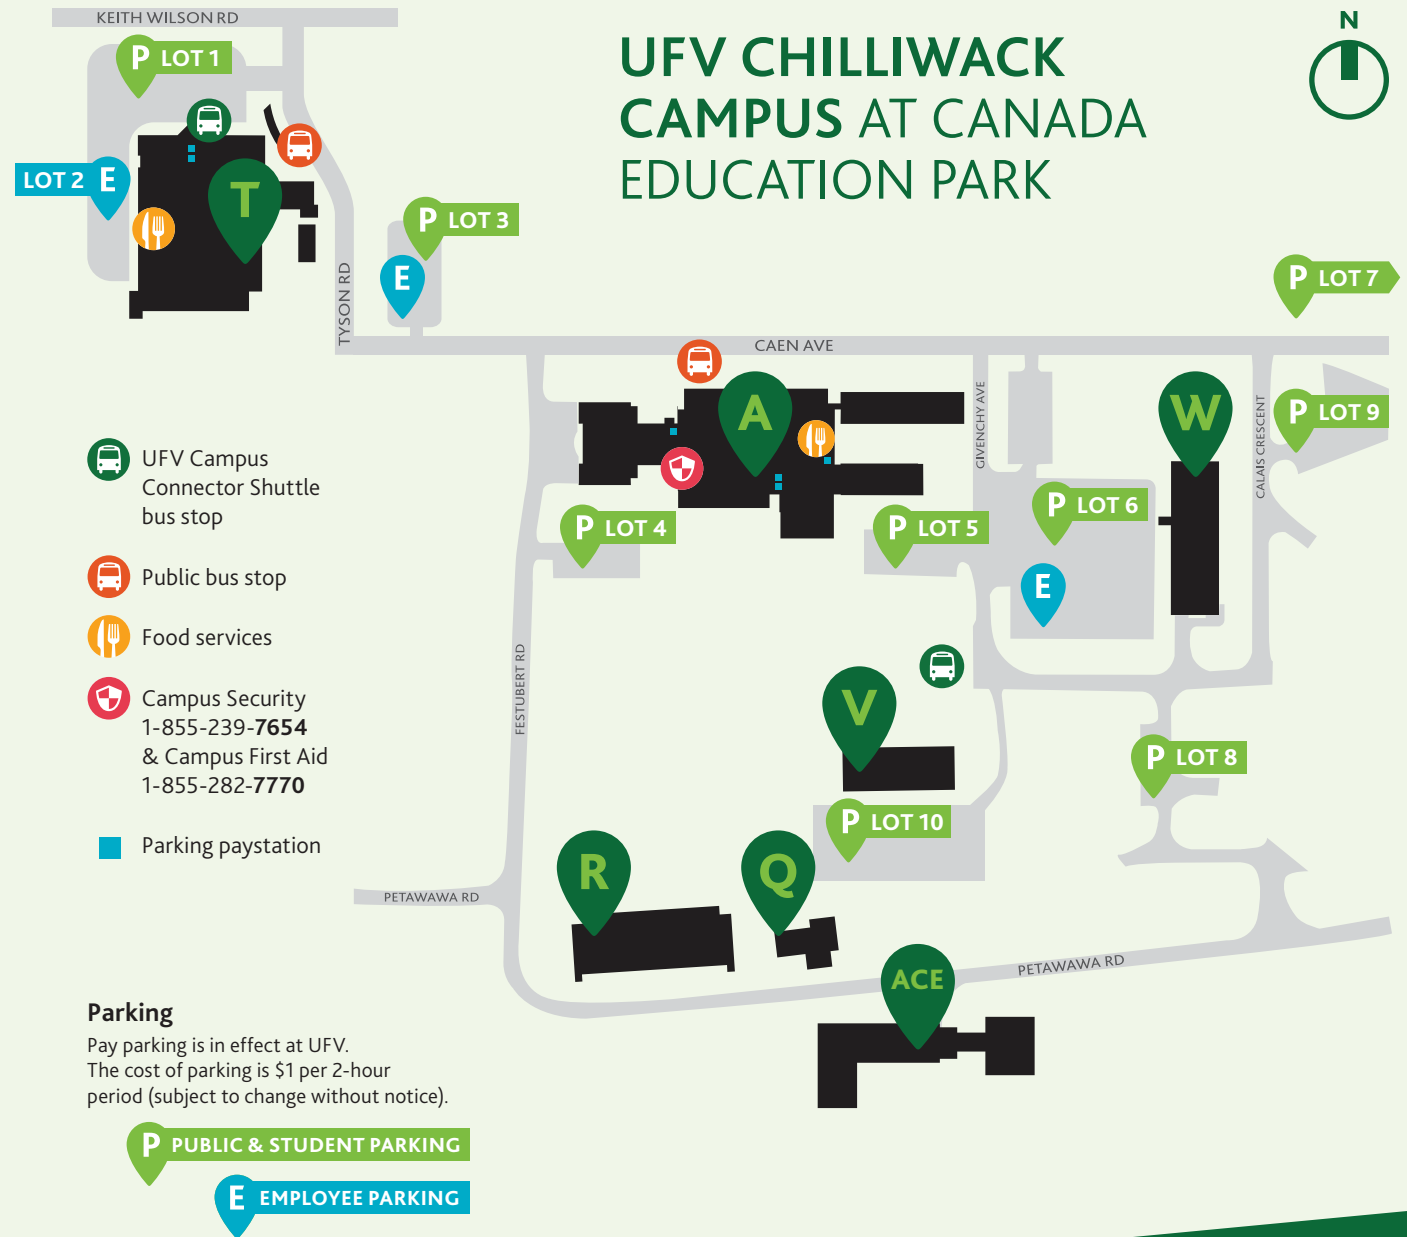 KEITH WILSON RD
UFV CHILLIWACK
CAMPUS AT CANADA
EDUCATION PARK
N
P LOT 1
LOT 2 E
T
P LOT 3
E
TYSON RD
P LOT 7
CAEN AVE
A
GIVENCHY AVE
W
CALAIS CRESCENT
P LOT 9
UFV Campus
Connector Shuttle
bus stop
Public bus stop
Food services
Campus Security
1-855-239-7654
& Campus First Aid
1-855-282-7770
Parking paystation
P LOT 4
P LOT 5
P LOT 6
E
FESTUBERT RD
V
P LOT 8
P LOT 10
R
Q
PETAWAWA RD
ACE
PETAWAWA RD
Parking
Pay parking is in effect at UFV.
The cost of parking is $1 per 2-hour
period (subject to change without notice).
P PUBLIC & STUDENT PARKING
E EMPLOYEE PARKING